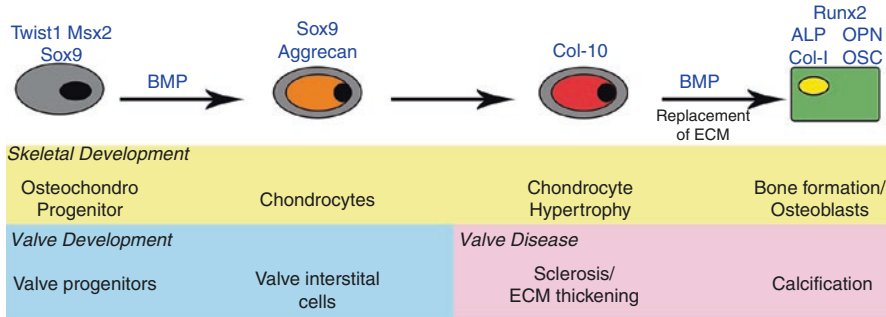 Twist1 Msx2
Sox9
BMP
Sox9
Aggrecan
Col-10
BMP
Replacement
of ECM
Runx2
ALP OPN
Col-I OSC
Skeletal Development
Osteochondro
Progenitor
Chondrocytes
Chondrocyte
Hypertrophy
Bone formation/
Osteoblasts
Valve Development
Valve progenitors
Valve interstital
cells
Valve Disease
Sclerosis/
ECM thickening
Calcification